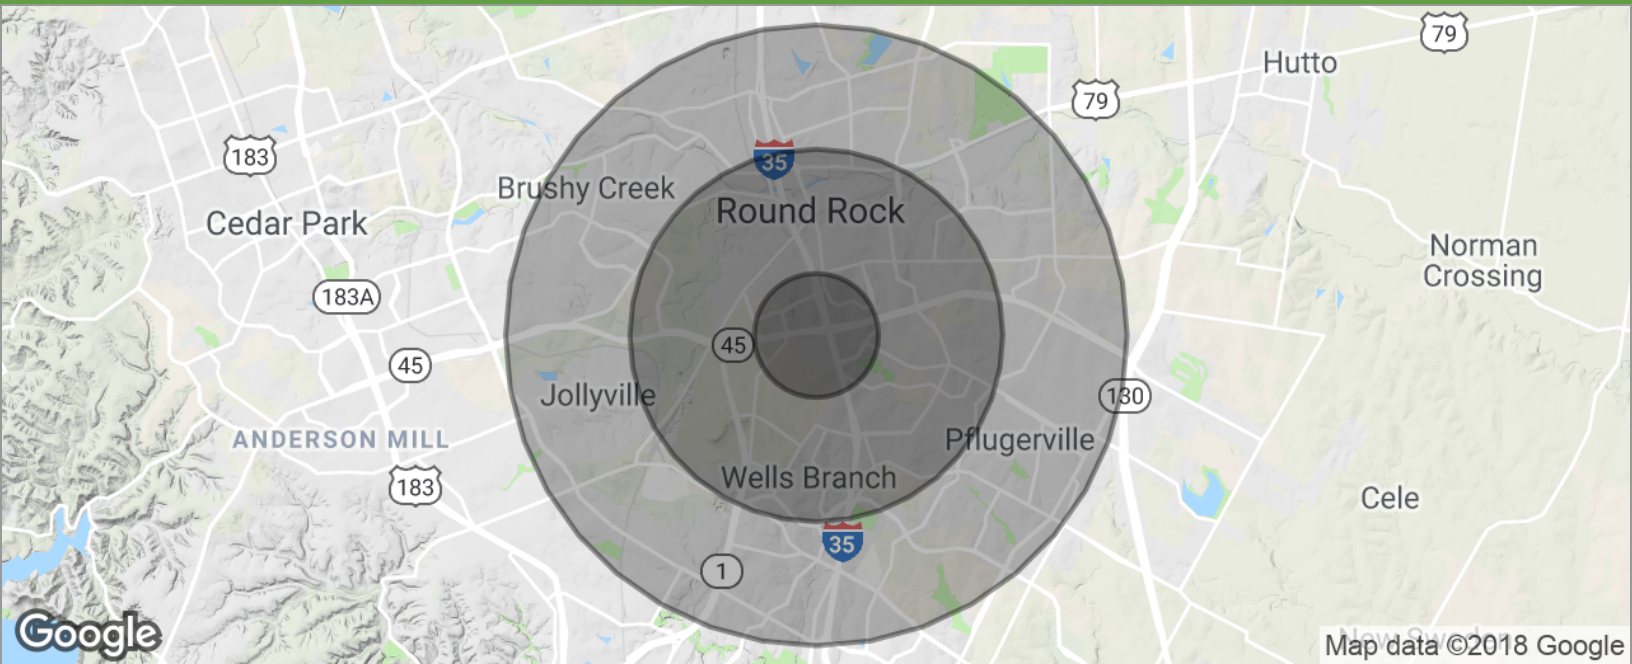 79
Hutto
79
183
35
Brushy Creek
Cedar Park
Round Rock
Norman
Crossing
183A
45
45
Jollyville
130
ANDERSON MILL
Pflugerville
183
Wells Branch
Cele
35
1
Google
Map data ©2018 Google